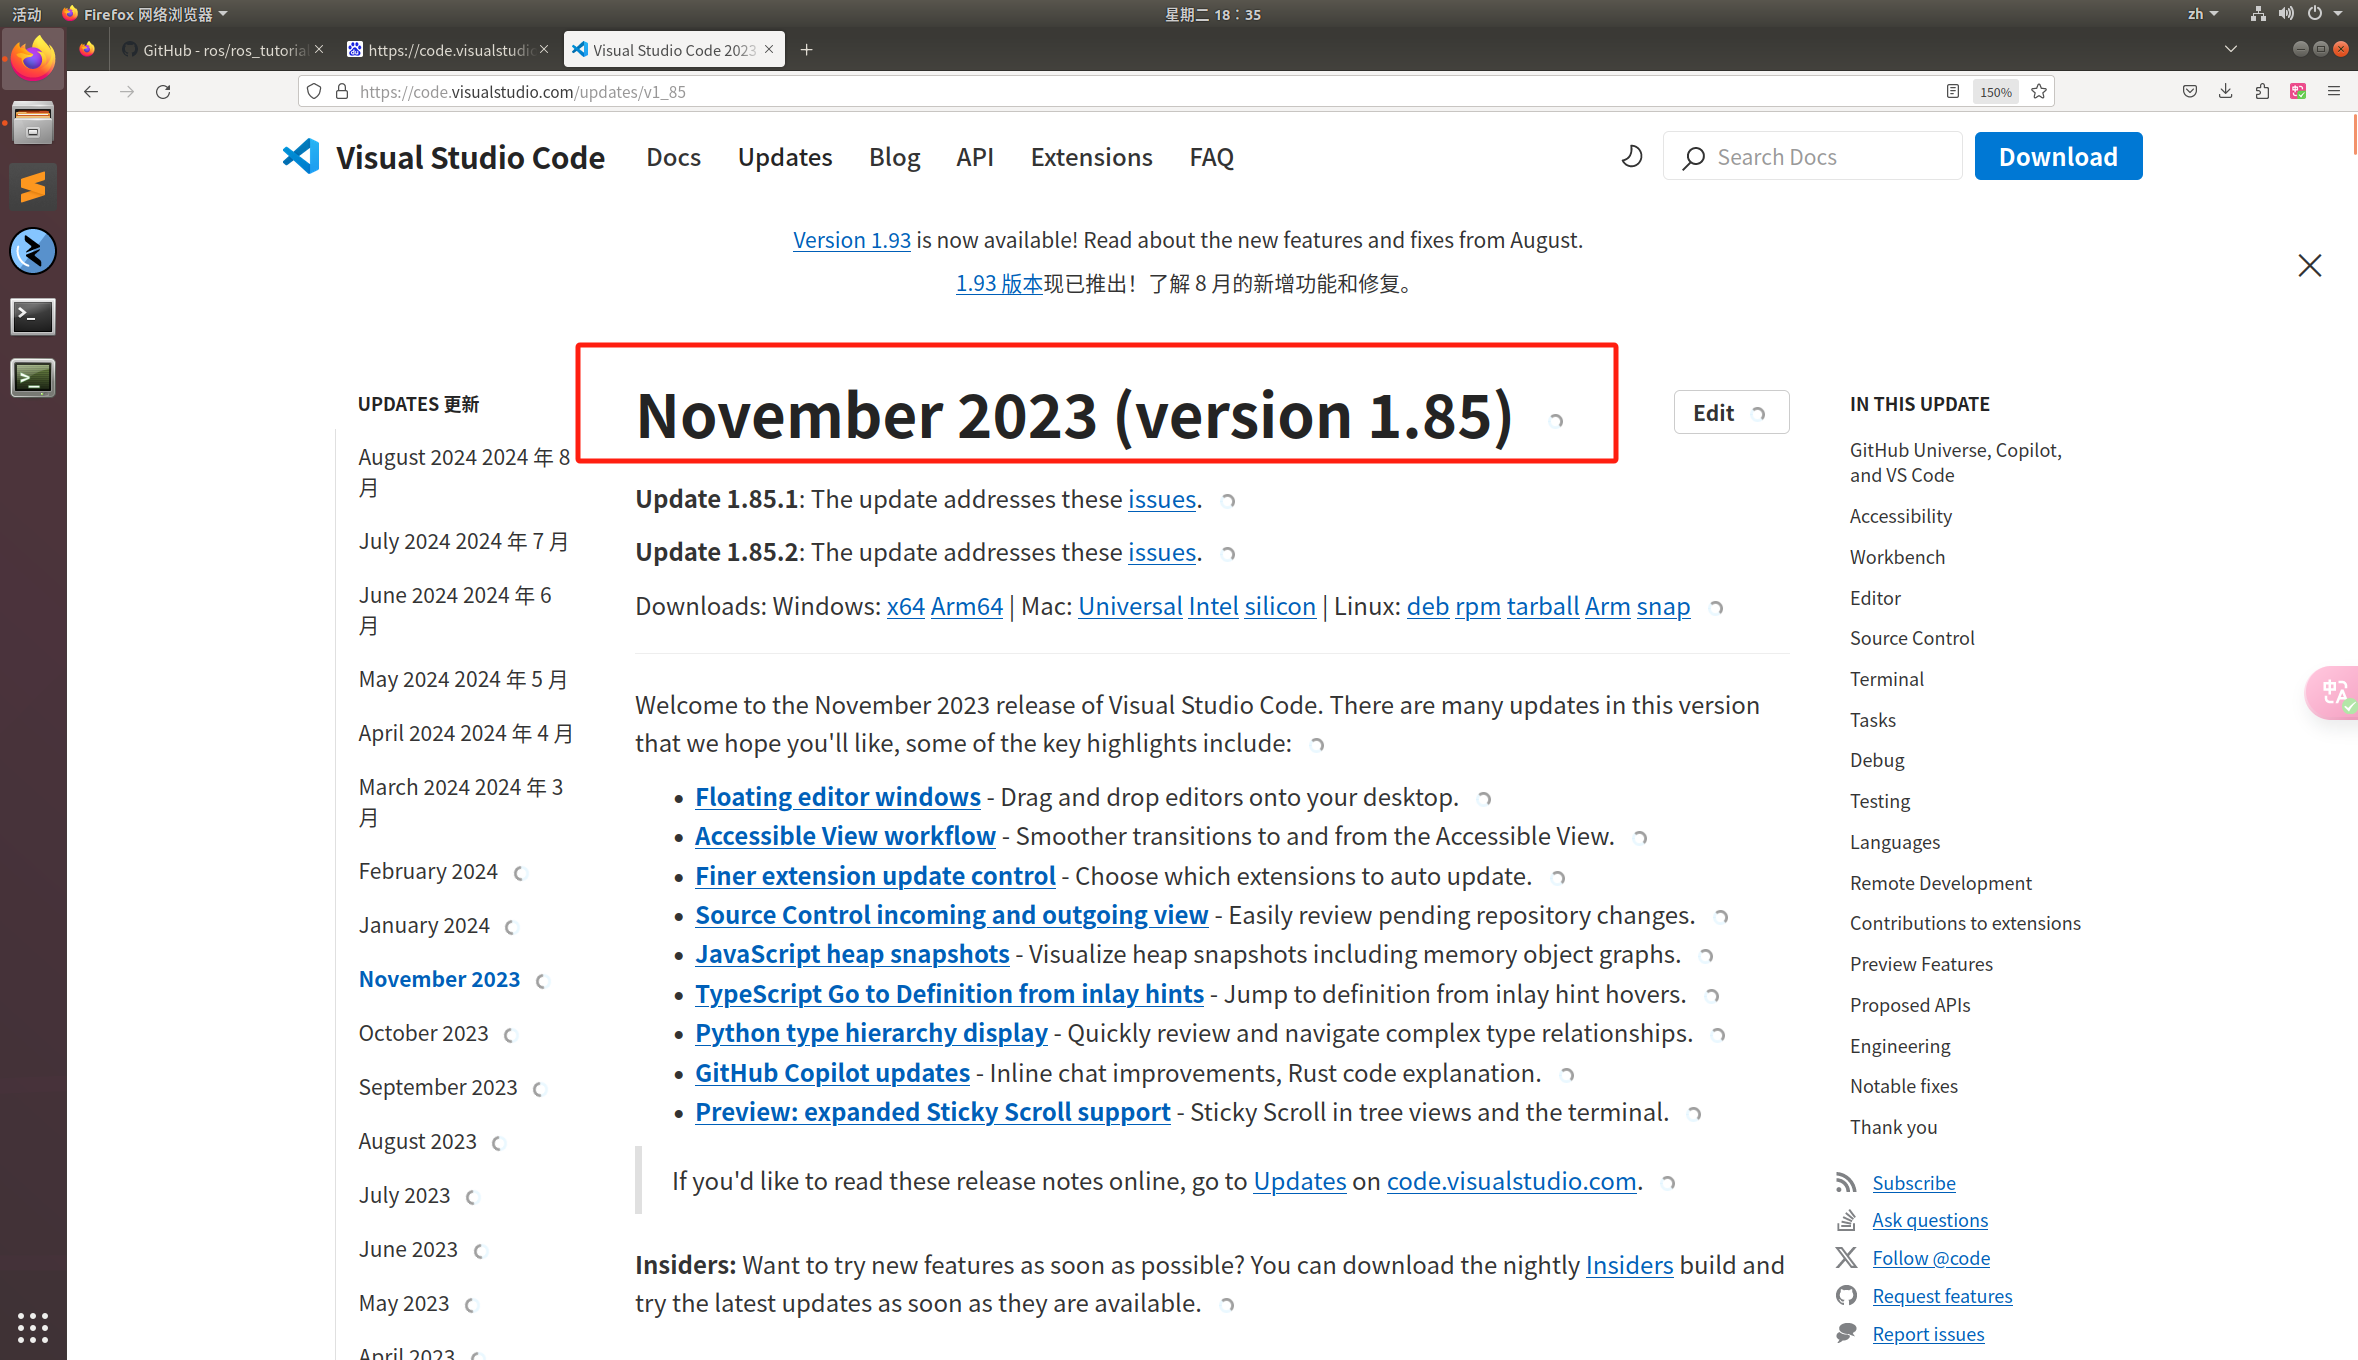 活动 Firefox 网络浏览器 星期二 18：35 zh
GitHub - ros/ros_tutoria https://code.visualstudio Visual Studio Code 2023
https://code.visualstudio.com/updates/v1_85 150%
Visual Studio Code Docs Updates Blog API Extensions FAQ Search Docs Download
Version 1.93 is now available! Read about the new features and fixes from August.
1.93 版本现已推出！了解 8 月的新增功能和修复。
UPDATES 更新
August 2024 2024 年 8
月
July 2024 2024 年 7 月
June 2024 2024 年 6
月
May 2024 2024 年 5 月
April 2024 2024 年 4 月
March 2024 2024 年 3
月
February 2024
January 2024
November 2023
October 2023
September 2023
August 2023
July 2023
June 2023
May 2023
April 2023
November 2023 (version 1.85)
Edit
Update 1.85.1: The update addresses these issues.
Update 1.85.2: The update addresses these issues.
Downloads: Windows: x64 Arm64 | Mac: Universal Intel silicon | Linux: deb rpm tarball Arm snap
Welcome to the November 2023 release of Visual Studio Code. There are many updates in this version
that we hope you'll like, some of the key highlights include:
• Floating editor windows - Drag and drop editors onto your desktop.
• Accessible View workflow - Smoother transitions to and from the Accessible View.
• Finer extension update control - Choose which extensions to auto update.
• Source Control incoming and outgoing view - Easily review pending repository changes.
• JavaScript heap snapshots - Visualize heap snapshots including memory object graphs.
• TypeScript Go to Definition from inlay hints - Jump to definition from inlay hint hovers.
• Python type hierarchy display - Quickly review and navigate complex type relationships.
• GitHub Copilot updates - Inline chat improvements, Rust code explanation.
• Preview: expanded Sticky Scroll support - Sticky Scroll in tree views and the terminal.
If you'd like to read these release notes online, go to Updates on code.visualstudio.com.
Insiders: Want to try new features as soon as possible? You can download the nightly Insiders build and
try the latest updates as soon as they are available.
IN THIS UPDATE
GitHub Universe, Copilot,
and VS Code
Accessibility
Workbench
Editor
Source Control
Terminal
Tasks
Debug
Testing
Languages
Remote Development
Contributions to extensions
Preview Features
Proposed APIs
Engineering
Notable fixes
Thank you
Subscribe
Ask questions
Follow @code
Request features
Report issues